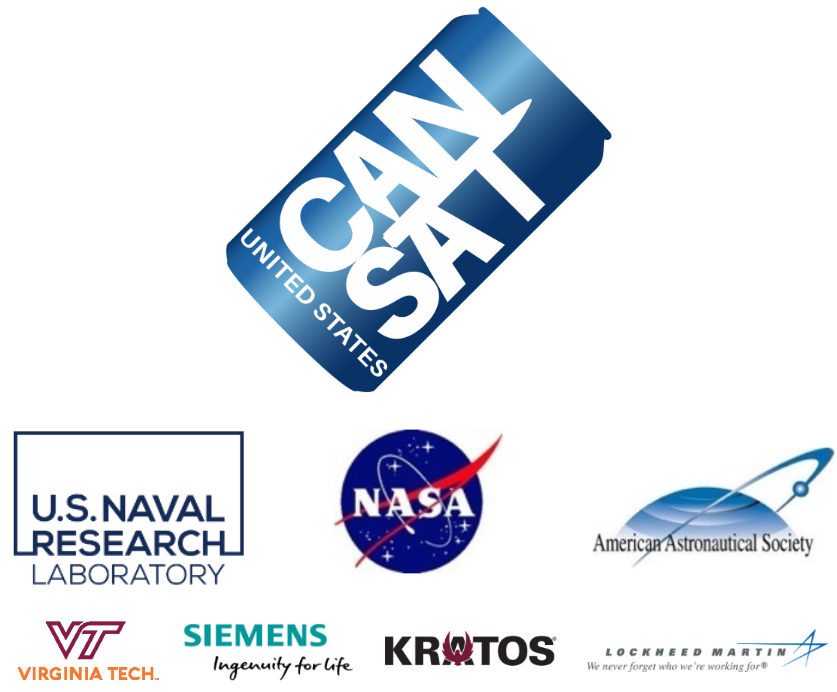 CAN
SAT
UNITED STATES
U.S. NAVAL
RESEARCH
LABORATORY
NASA
American Astronautical Society
VT
VIRGINIA TECH.
SIEMENS
Ingenuity for life
KRATOS®
LOCKHEED MARTIN
We never forget who we're working for®